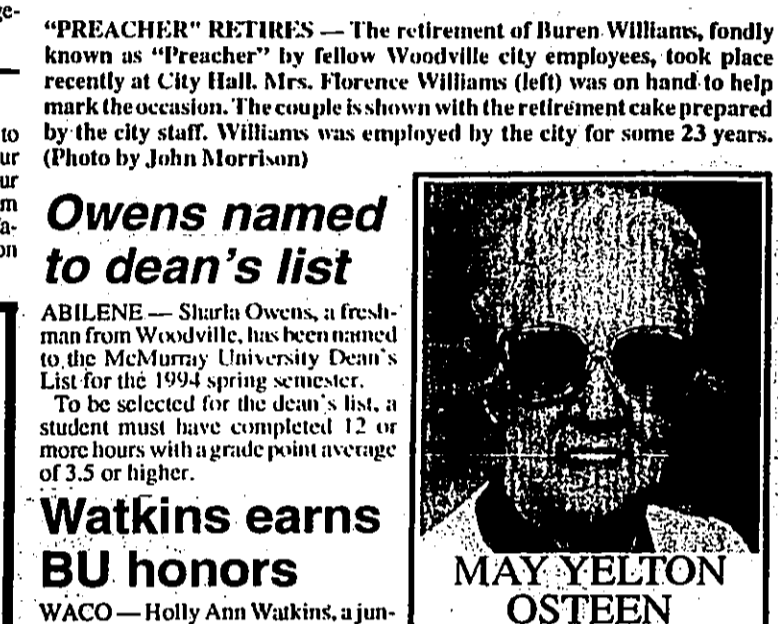 ge-
to
ur
ur
m
a-
on
"PREACHER" RETIRES — The retirement of Buren Williams, fondly
known as "Preacher" by fellow Woodville city employees, took place
recently at City Hall. Mrs. Florence Williams (left) was on hand to help
mark the occasion. The couple is shown with the retirement cake prepared
by the city staff. Williams was employed by the city for some 23 years.
(Photo by John Morrison)
Owens named
to dean's list
ABILENE — Sharla Owens, a fresh-
man from Woodville, has been named
to the McMurray University Dean's
List for the 1994 spring semester.
To be selected for the dean's list, a
student must have completed 12 or
more hours with a grade point average
of 3.5 or higher.
Watkins earns
BU honors
WACO — Holly Ann Watkins, a jun-
MAY YELTON
OSTEEN